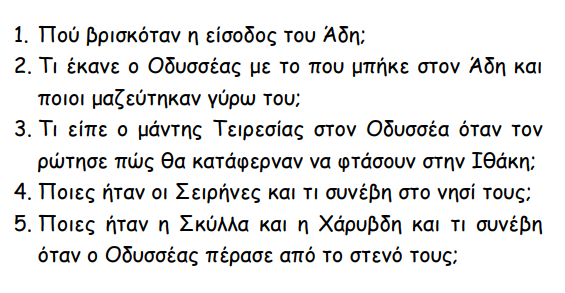 1. Πού βρισκόταν η είσοδος του Άδη;
2. Τι έκανε ο Οδυσσέας με το που μπήκε στον Άδη και
ποιοι μαζεύτηκαν γύρω του;
3. Τι είπε ο μάντης Τειρεσίας στον Οδυσσέα όταν τον
ρώτησε πώς θα κατάφερναν να φτάσουν στην Ιθάκη;
4. Ποιες ήταν οι Σειρήνες και τι συνέβη στο νησί τους;
5. Ποιες ήταν η Σκύλλα και η Χάρυβδη και τι συνέβη
όταν ο Οδυσσέας πέρασε από το στενό τους;